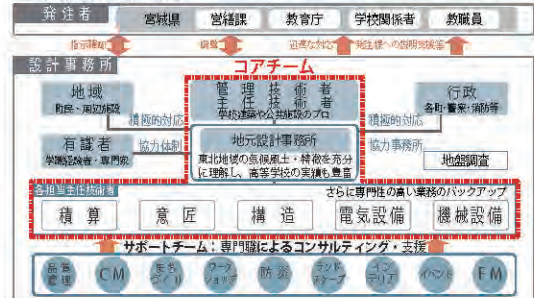 発注者
宮城県 営繕課 教育庁 学校関係者 教職員
指示確認 調整 迅速な対応 発注様への説明支援等
設計事務所
コアチーム
地域
町民・周辺施設
管理技術者
主任技術者
学校建築や公共施設のプロ
行政
各町・警察・消防等
積極的対応 積極的対応
有識者
学識経験者・専門家
協力体制
地元設計事務所
協力事務所
東北地域の気候風土・特徴を充分
に理解し、高等学校の実績も豊富
地盤調査
各担当主任技術者
さらに専門性の高い業務のバックアップ
積算 意匠 構造 電気設備 機械設備
サポートチーム:専門職によるコンサルティング・支援
品質管理 CM まちづくり ワークショップ 防災 ランドスケープ インテリア イベント FM